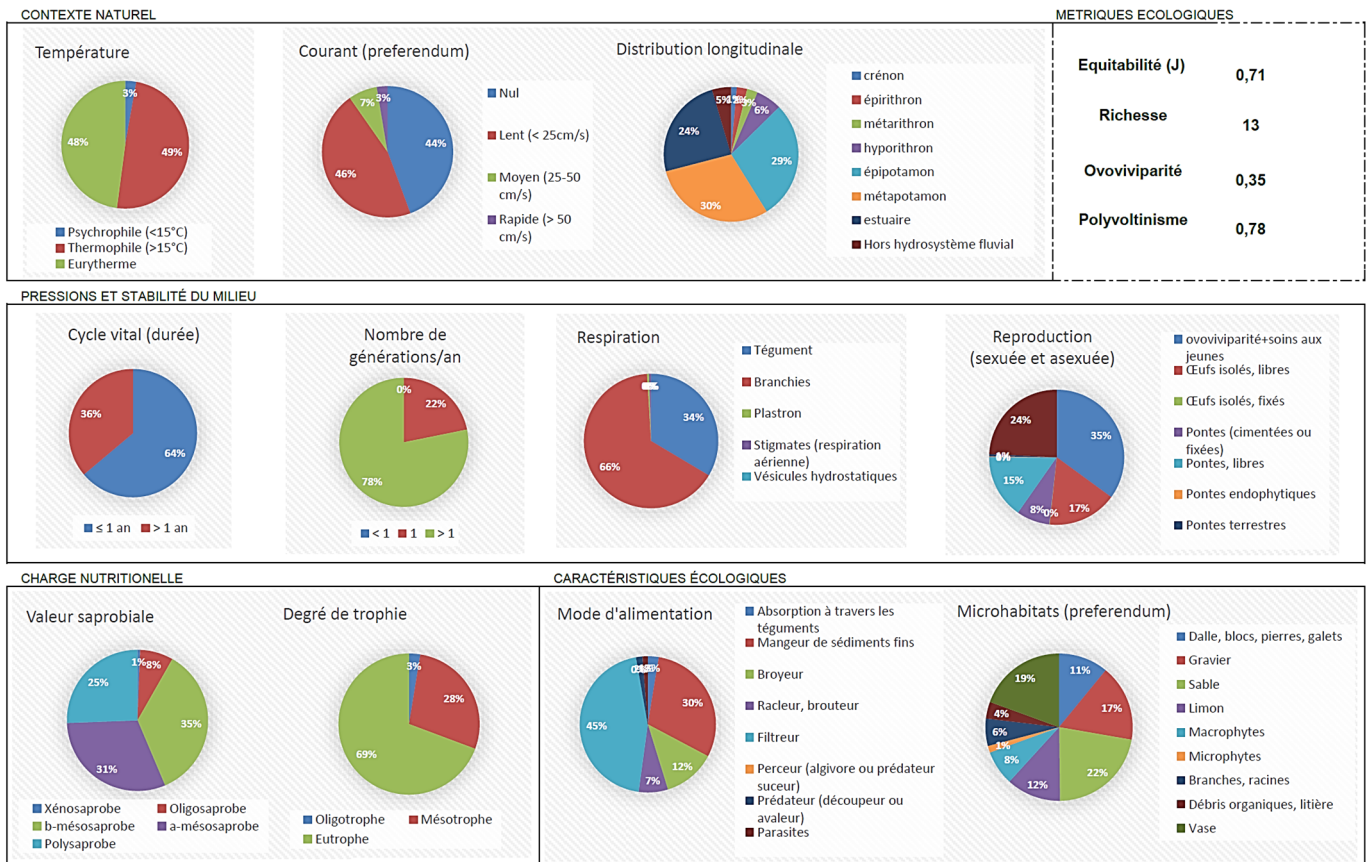 CONTEXTE NATUREL
METRIQUES ECOLOGIQUES
Température
3%
49%
48%
Psychrophile (<15°C)
Thermophile (>15°C)
Eurytherme
Courant (preferendum)
3%
7%
44%
46%
Nul
Lent (< 25cm/s)
Moyen (25-50
cm/s)
Rapide (> 50
cm/s)
Distribution longitudinale
5%
3%
6%
24%
29%
30%
crénon
épirithron
métarithron
hyporithron
épipotamon
métapotamon
estuaire
Hors hydrosystème fluvial
Equitabilité (J)
0,71
Richesse
13
Ovoviviparité
0,35
Polyvoltinisme
0,78
PRESSIONS ET STABILITÉ DU MILIEU
Cycle vital (durée)
36%
64%
≤ 1 an
> 1 an
Nombre de
générations/an
0%
22%
78%
< 1
1
> 1
Respiration
34%
66%
Tégument
Branchies
Plastron
Stigmates (respiration
aérienne)
Vésicules hydrostatiques
Reproduction
(sexuée et asexuée)
24%
35%
15%
8%
0%
17%
ovoviviparité+soins aux
jeunes
Œufs isolés, libres
Œufs isolés, fixés
Pontes (cimentées ou
fixées)
Pontes, libres
Pontes endophytiques
Pontes terrestres
CHARGE NUTRITIONELLE
CARACTÉRISTIQUES ÉCOLOGIQUES
Valeur saprobiale
1%
8%
25%
35%
31%
Xénosaprobe
Oligosaprobe
b-mésosaprobe
a-mésosaprobe
Polysaprobe
Degré de trophie
3%
28%
69%
Oligotrophe
Mésotrophe
Eutrophe
Mode d'alimentation
30%
45%
12%
7%
Absorption à travers les
téguments
Mangeur de sédiments fins
Broyeur
Racleur, brouteur
Filtreur
Perceur (algivore ou prédateur
suceur)
Prédateur (découpeur ou
avaleur)
Parasites
Microhabitats (preferendum)
11%
19%
17%
4%
6%
1%
8%
22%
12%
Dalle, blocs, pierres, galets
Gravier
Sable
Limon
Macrophytes
Microphytes
Branches, racines
Débris organiques, litière
Vase